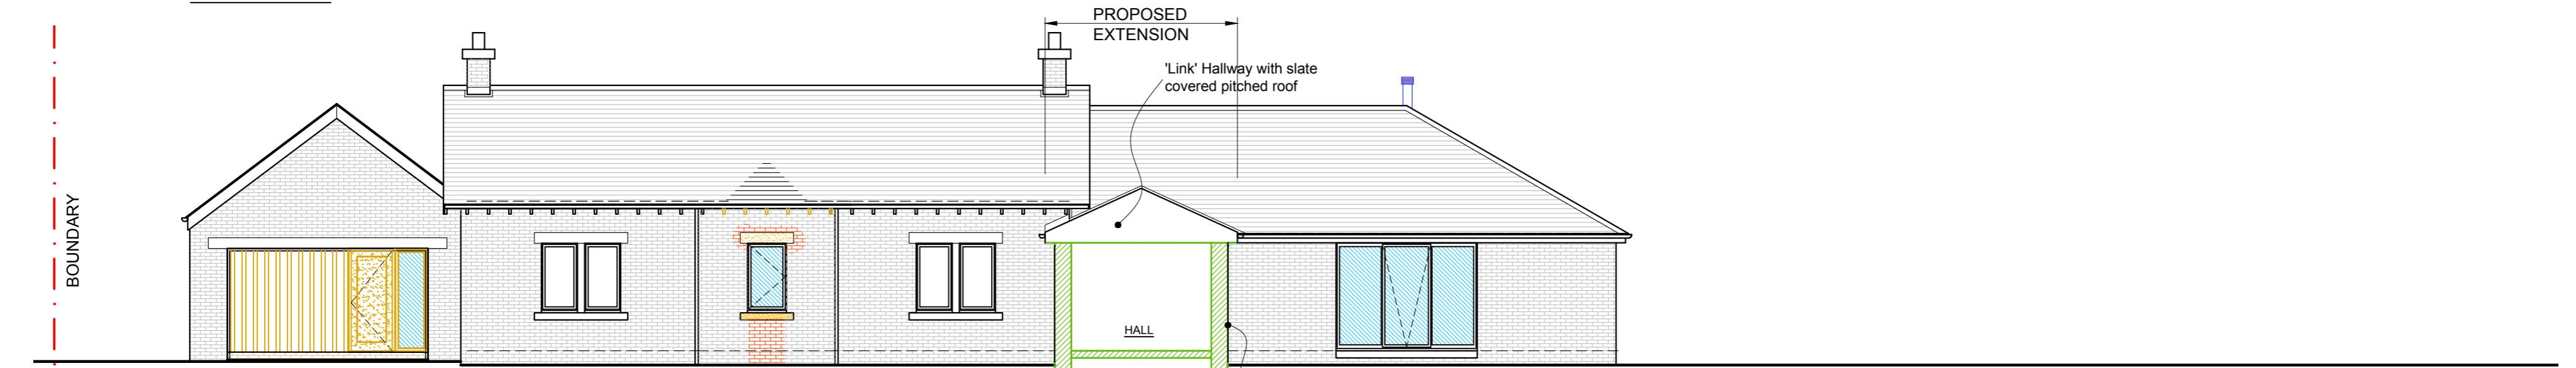 PROPOSED
EXTENSION
'Link' Hallway with slate
covered pitched roof
BOUNDARY
HALL